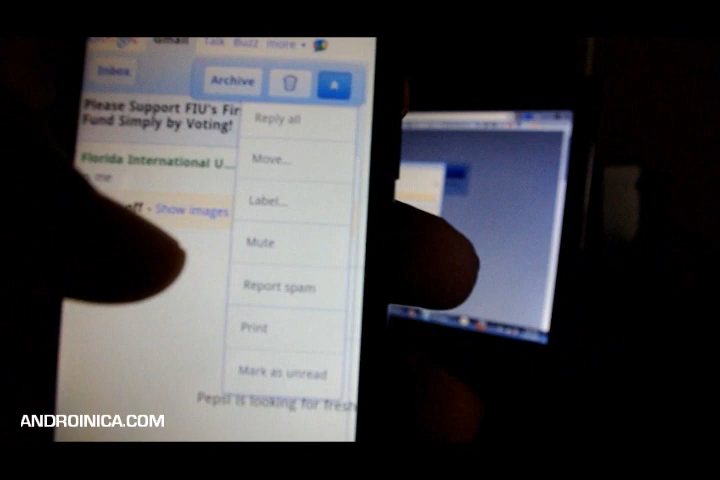 Gmail Talk Buzz more
Inbox
Archive
Please Support FIU's Fir
Fund Simply by Voting!
Florida International U...
me
off - Show images
Reply all
Move...
Label...
Mute
Report spam
Print
Mark as unread
Pepsi is looking for fresh
ANDROINICA.COM